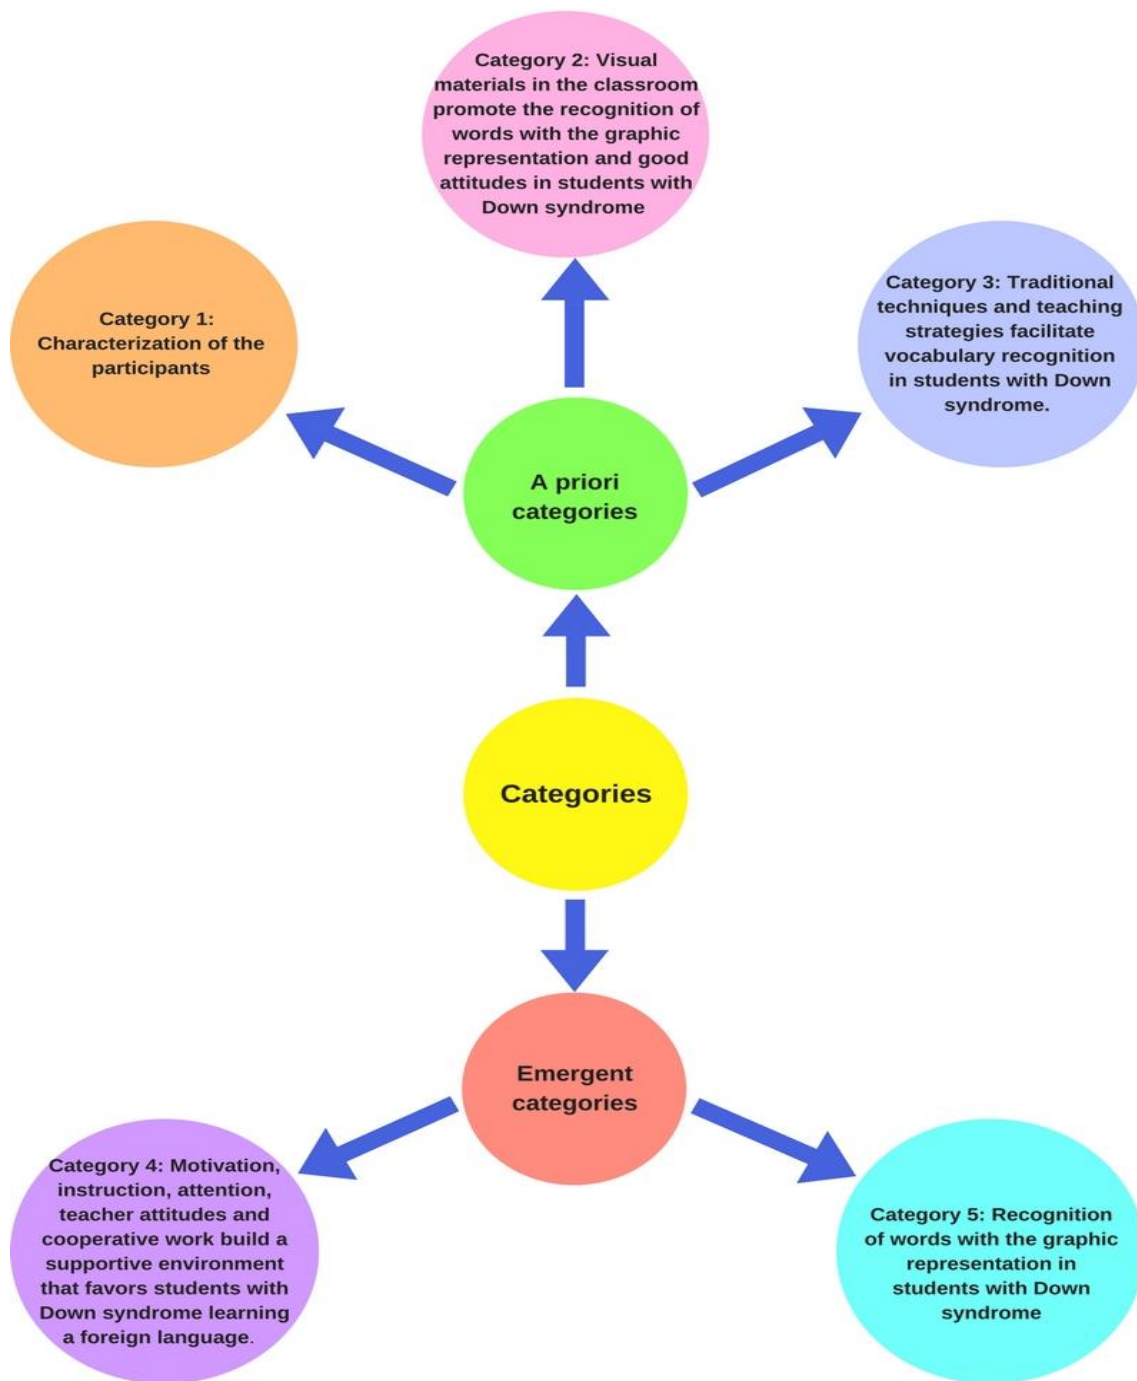 Category 2: Visual
materials in the classroom
promote the recognition of
words with the graphic
representation and good
attitudes in students with
Down syndrome
Category 1:
Characterization of the
participants
Category 3: Traditional
techniques and teaching
strategies facilitate
vocabulary recognition
in students with Down
syndrome.
A priori
categories
Categories
Emergent
categories
Category 4: Motivation,
instruction, attention,
teacher attitudes and
cooperative work build a
supportive environment
that favors students with
Down syndrome learning
a foreign language.
Category 5: Recognition
of words with the graphic
representation in
students with Down
syndrome